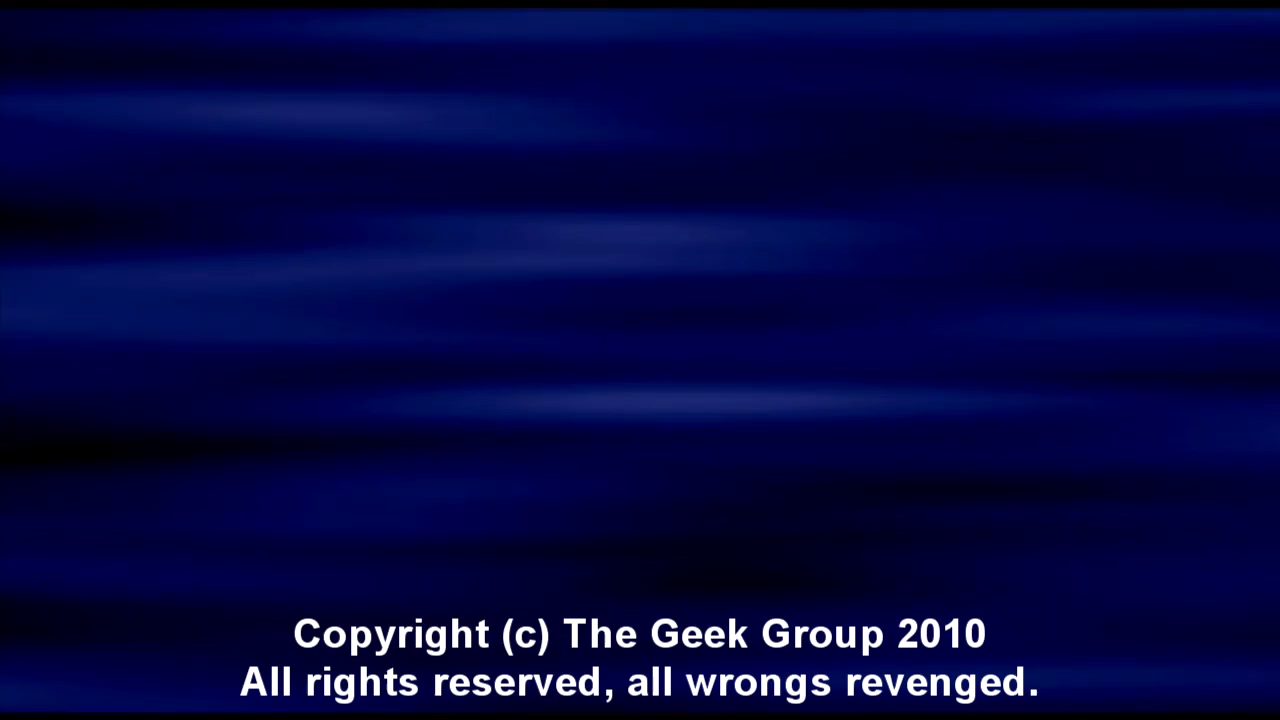 Copyright (c) The Geek Group 2010
All rights reserved, all wrongs revenged.